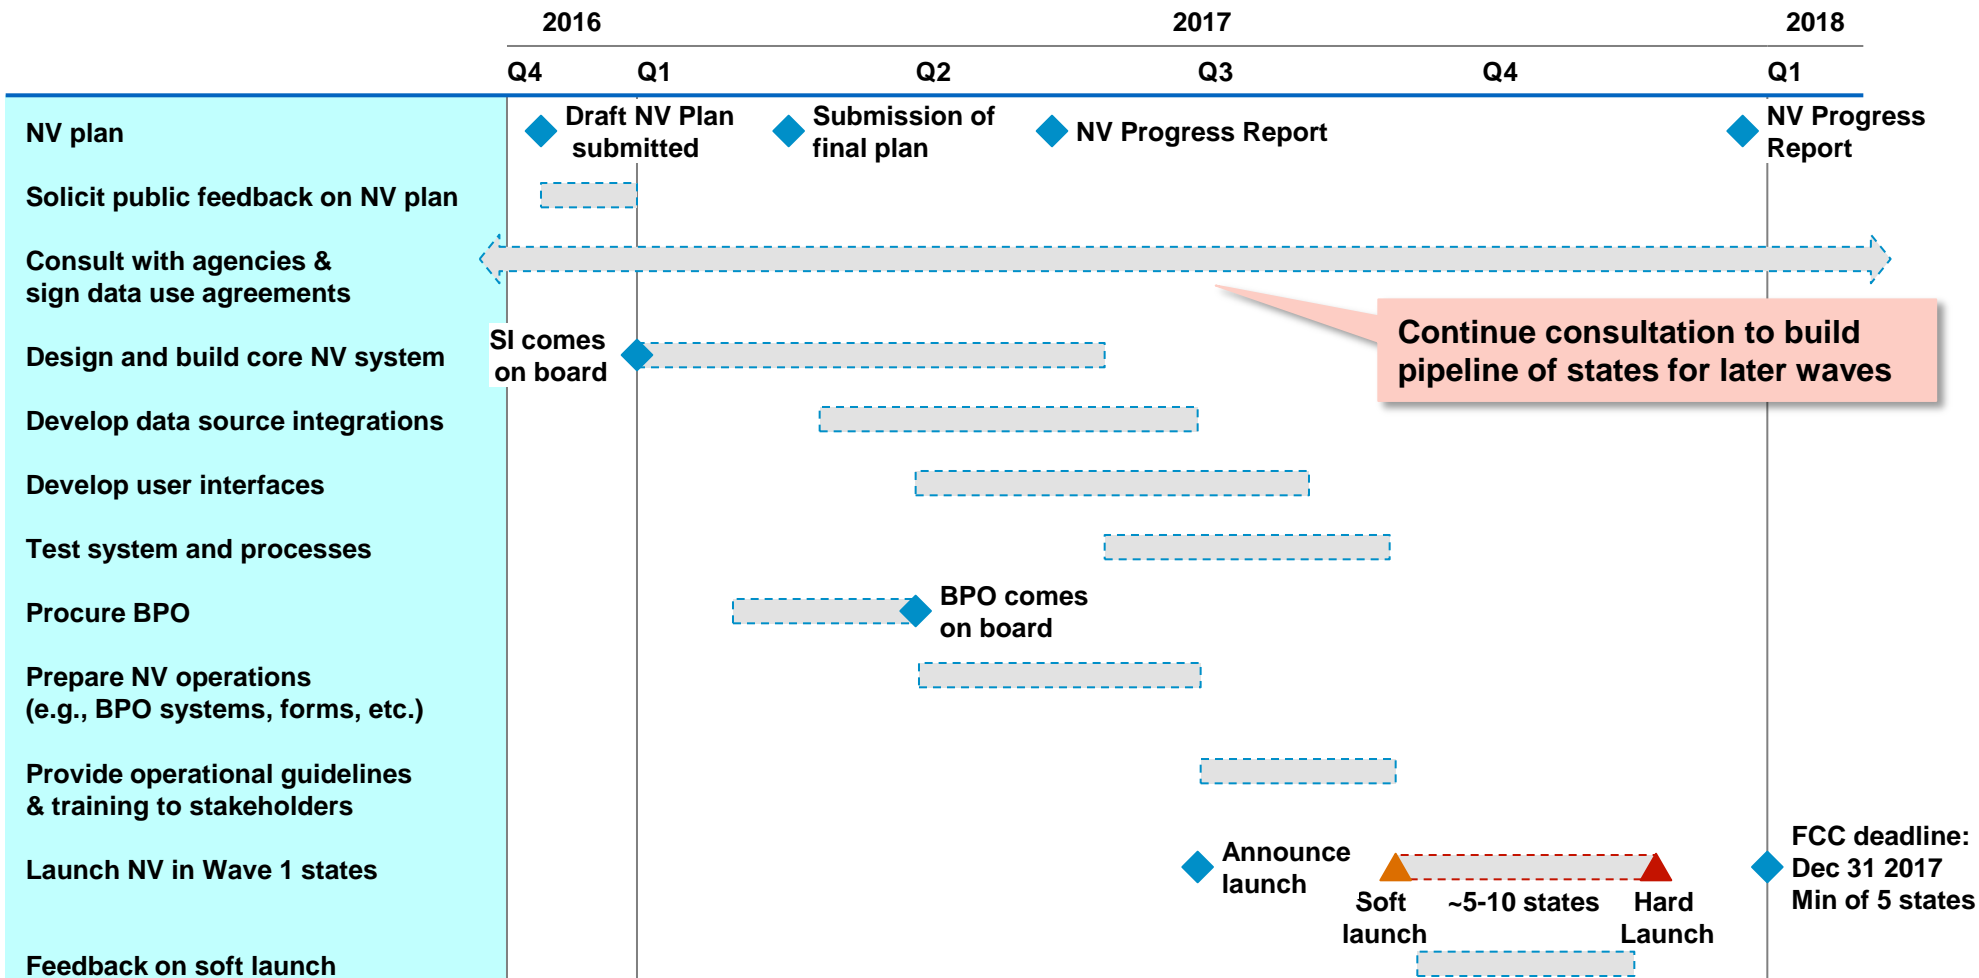 2016 2017 2018
Q4 Q1 Q2 Q3 Q4 Q1
NV plan
Draft NV Plan
submitted
Submission of
final plan
NV Progress Report
NV Progress
Report
Solicit public feedback on NV plan
Consult with agencies &
sign data use agreements
Continue consultation to build
pipeline of states for later waves
Design and build core NV system
SI comes
on board
Develop data source integrations
Develop user interfaces
Test system and processes
Procure BPO
BPO comes
on board
Prepare NV operations
(e.g., BPO systems, forms, etc.)
Provide operational guidelines
& training to stakeholders
Launch NV in Wave 1 states
Announce
launch
Soft
launch
~5-10 states
Hard
Launch
FCC deadline:
Dec 31 2017
Min of 5 states
Feedback on soft launch